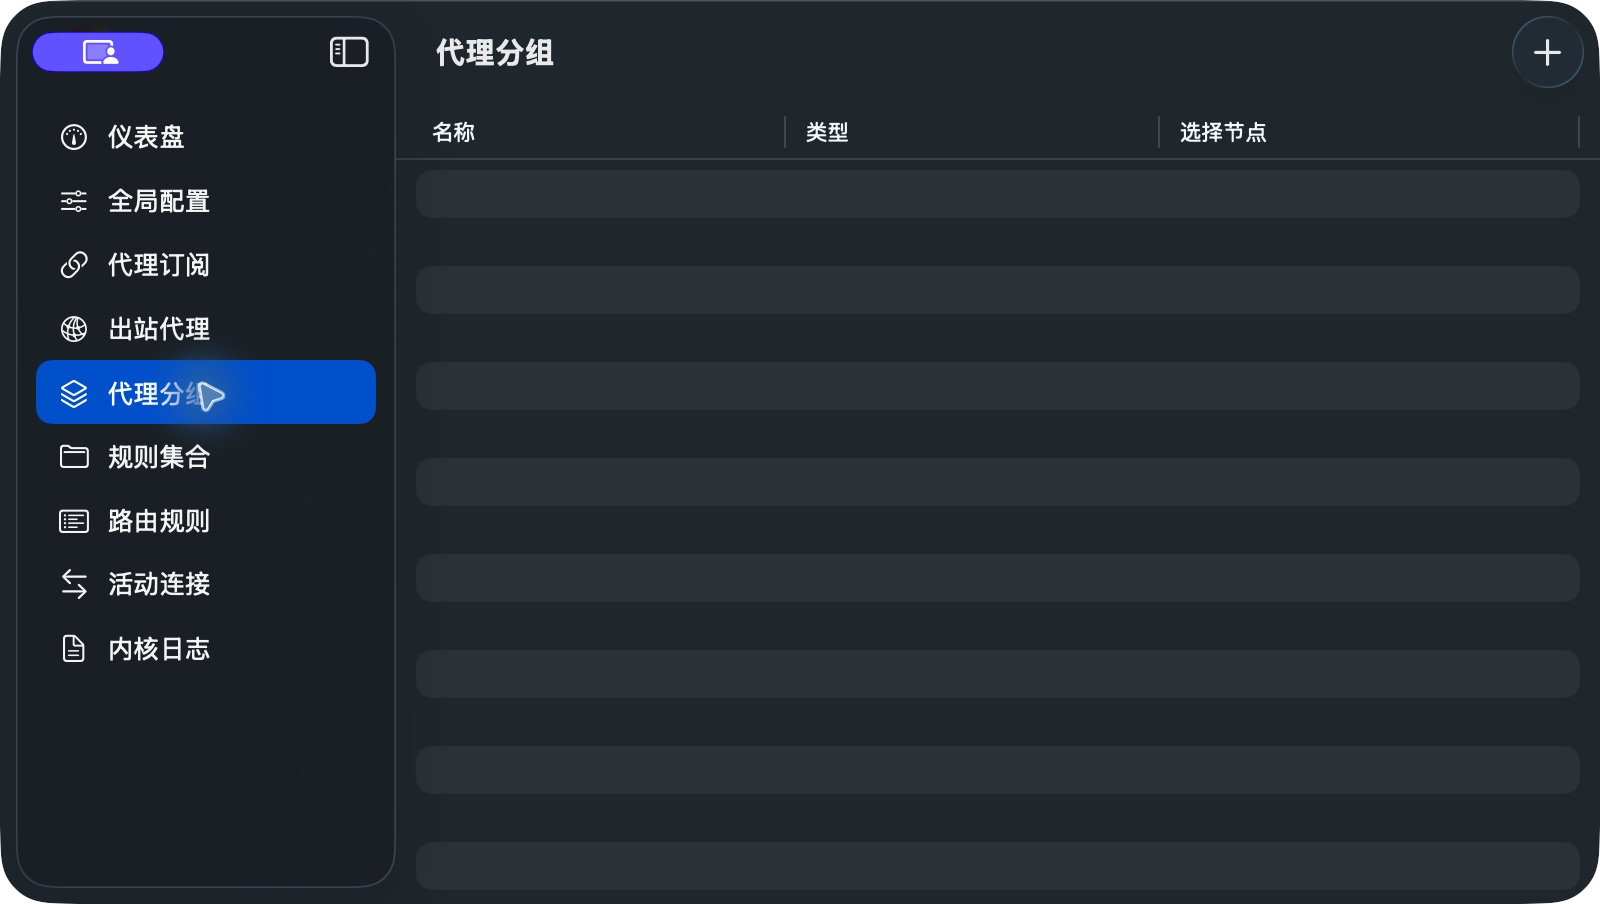 代理分组
名称 类型 选择节点
仪表盘
全局配置
代理订阅
出站代理
代理分组
规则集合
路由规则
活动连接
内核日志